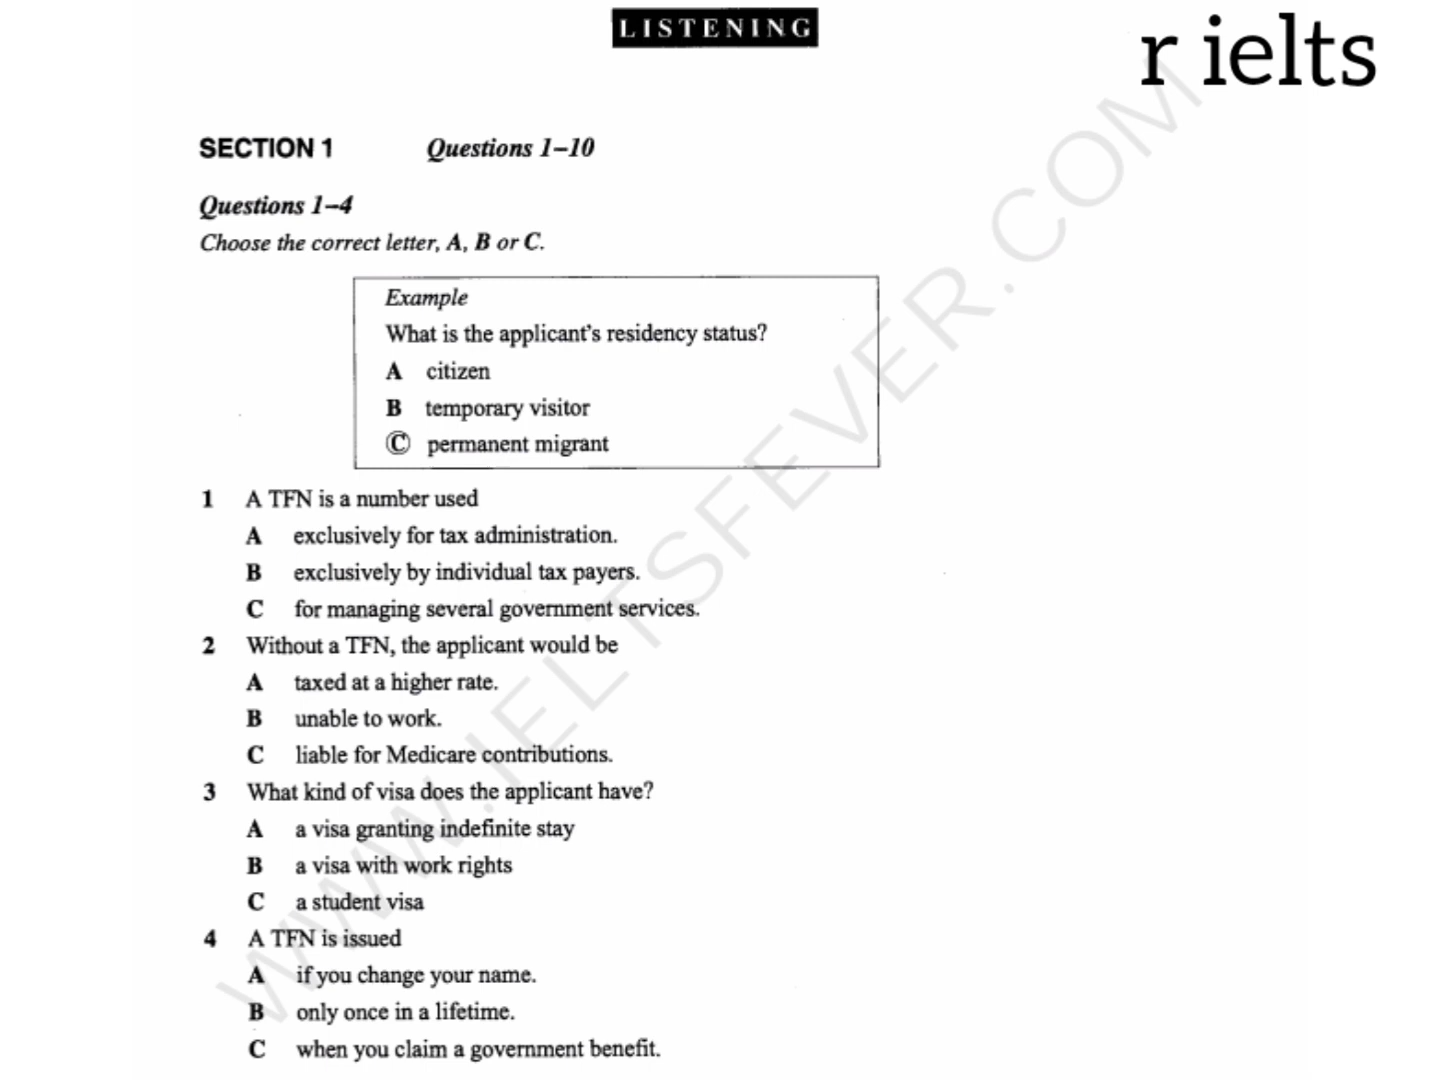 LISTENING
r ielts
SECTION 1 Questions 1–10
Questions 1–4
Choose the correct letter, A, B or C.
Example
What is the applicant's residency status?
A citizen
B temporary visitor
C permanent migrant
1 A TFN is a number used
A exclusively for tax administration.
B exclusively by individual tax payers.
C for managing several government services.
2 Without a TFN, the applicant would be
A taxed at a higher rate.
B unable to work.
C liable for Medicare contributions.
3 What kind of visa does the applicant have?
A a visa granting indefinite stay
B a visa with work rights
C a student visa
4 A TFN is issued
A if you change your name.
B only once in a lifetime.
C when you claim a government benefit.
WWW.IELTSFEVER.COM